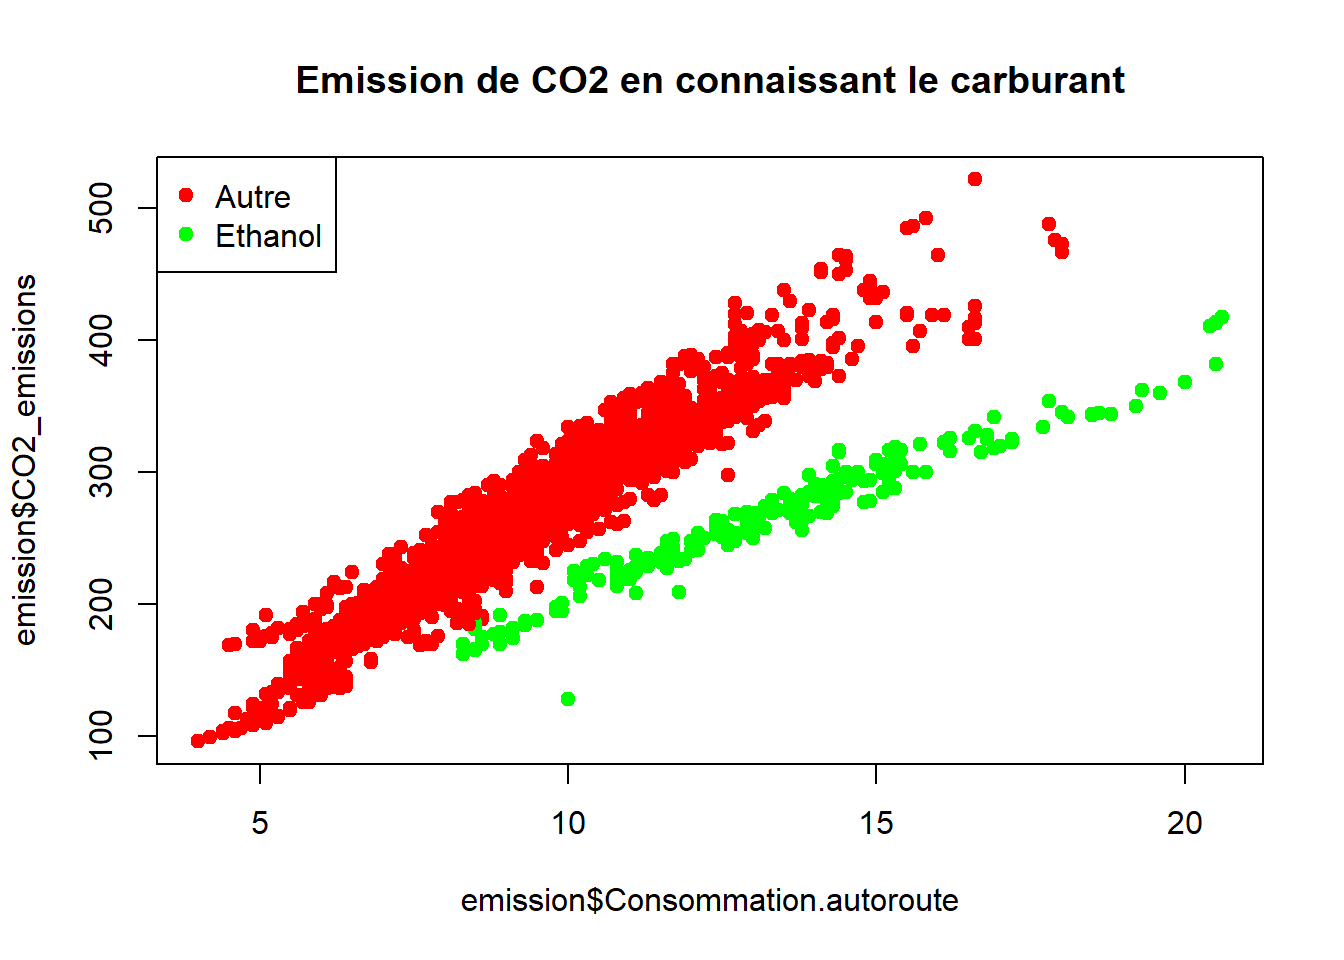 Emission de CO2 en connaissant le carburant
Autre
Ethanol
emission$CO2_emissions
500
400
300
200
100
5
10
15
20
emission$Consommation.autoroute